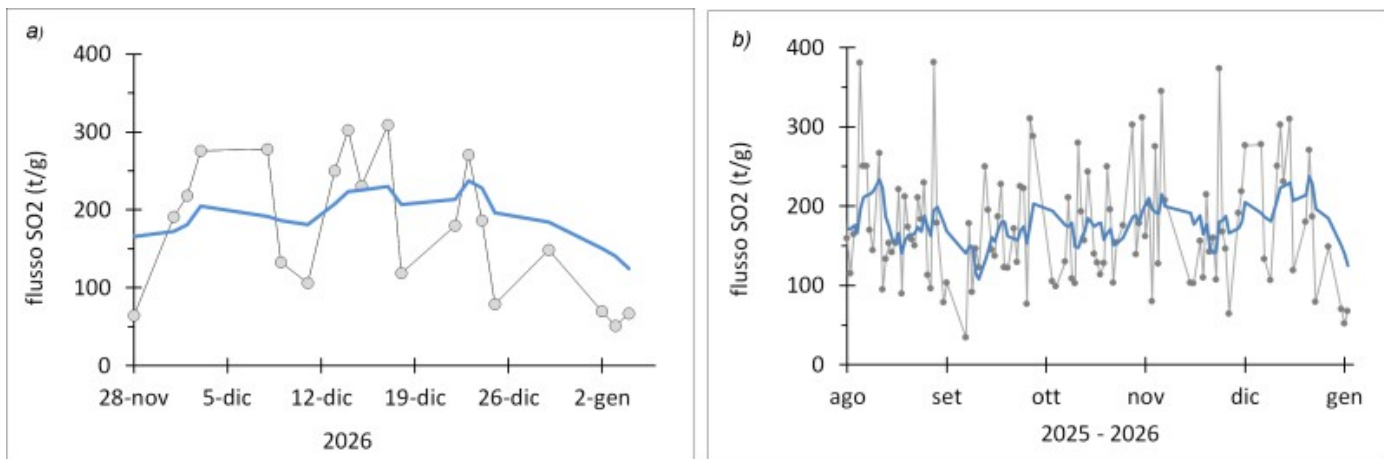 a)
flusso SO2 (t/g)
400
300
200
100
0
28-nov 5-dic 12-dic 19-dic 26-dic 2-gen
2026
b)
flusso SO2 (t/g)
400
300
200
100
0
ago set ott nov dic gen
2025 - 2026